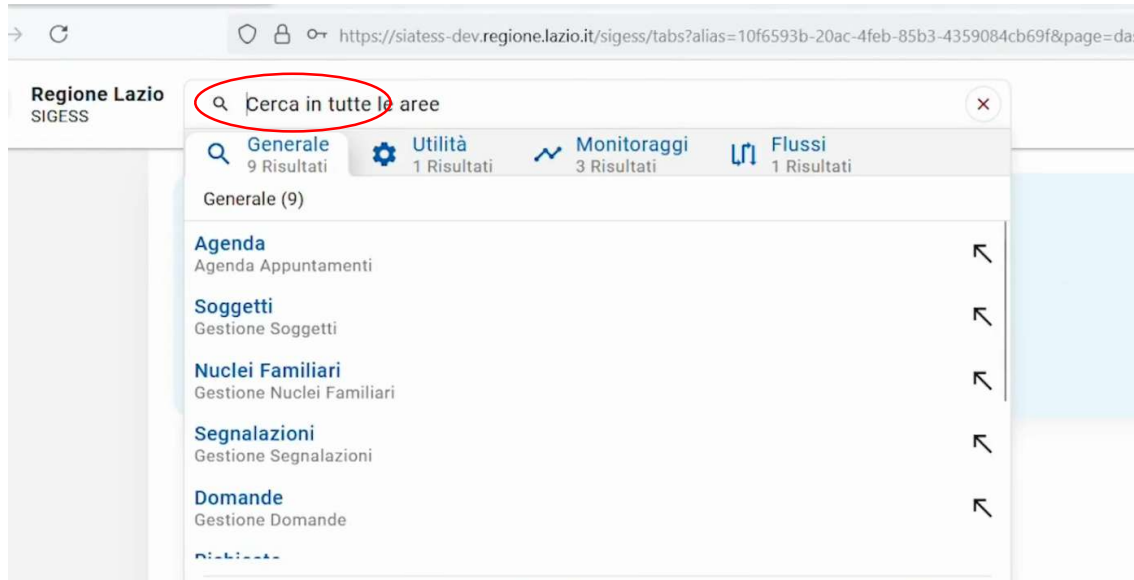 https://siatess-dev.regione.lazio.it/sigess/tabs?alias=10f6593b-20ac-4feb-85b3-4359084cb69f&page=da
Regione Lazio
SIGESS
Cerca in tutte le aree
Generale
9 Risultati
Utilità
1 Risultati
Monitoraggi
3 Risultati
Flussi
1 Risultati
Generale (9)
Agenda
Agenda Appuntamenti
Soggetti
Gestione Soggetti
Nuclei Familiari
Gestione Nuclei Familiari
Segnalazioni
Gestione Segnalazioni
Domande
Gestione Domande